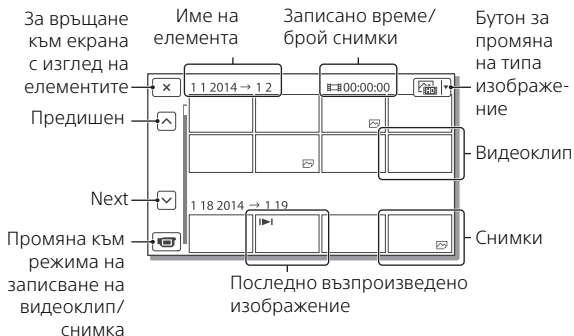 За връщане
към екрана
с изглед на
елементите
Име на
елемента
Записано време/
брой снимки
Бутон за
промяна
на типа
изображе-
ние
1 1 2014 → 1 2
00:00:00
HD
Предишен
Видеоклип
Next
1 18 2014 → 1 19
Снимки
Промяна към
режима на
записване на
видеоклип/
снимка
Последно възпроизведено
изображение